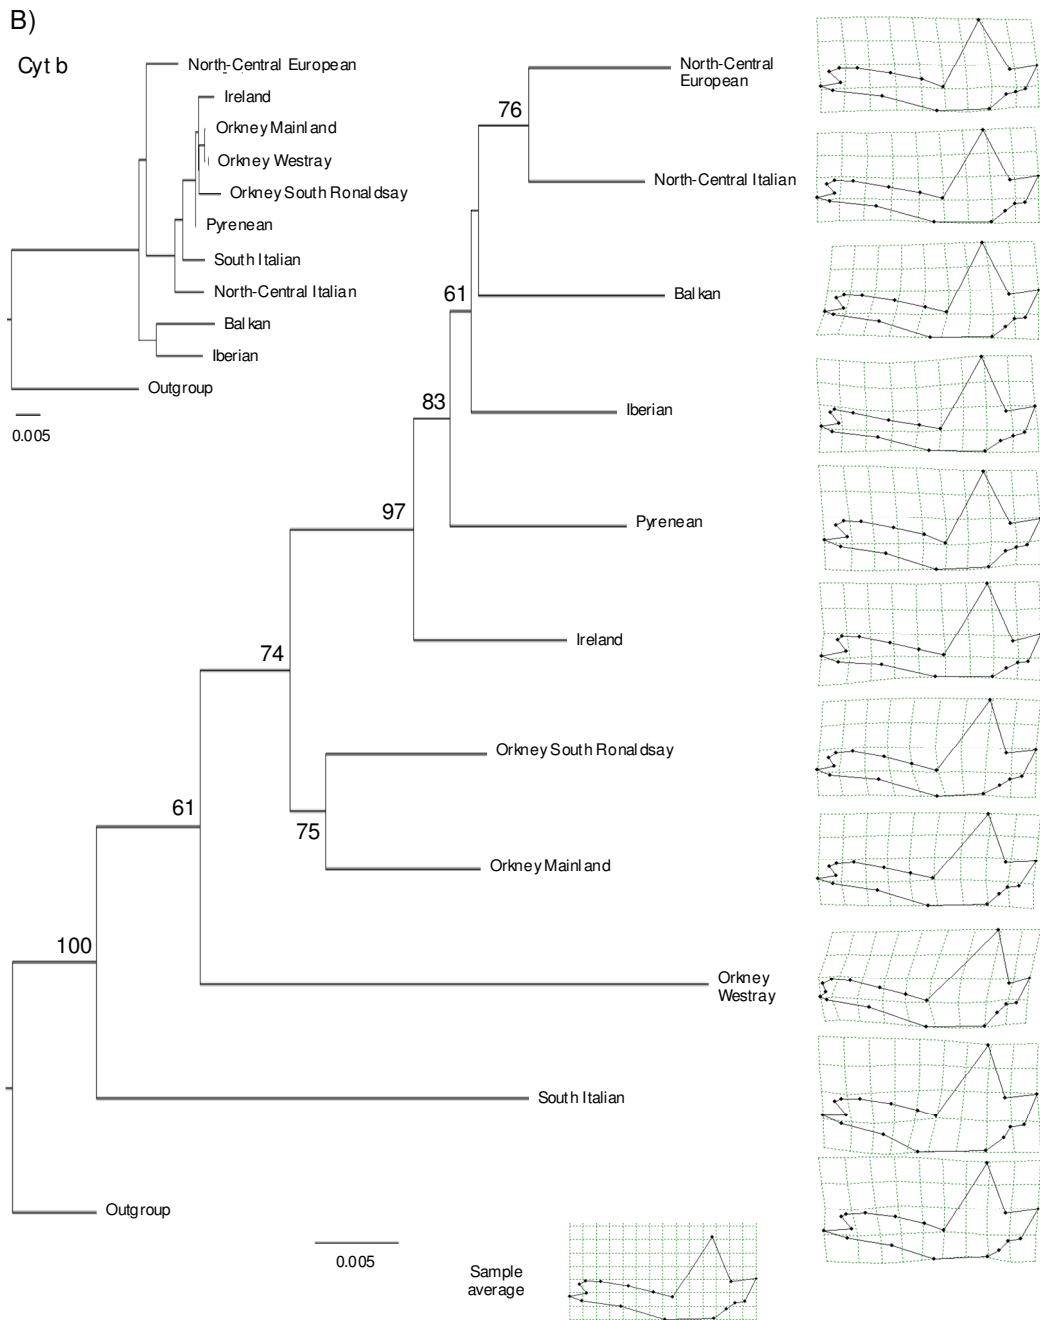 B)
Cyt b
North-Central European
Ireland
Orkney Mainland
Orkney Westray
Orkney South Ronaldsay
Pyrenean
South Italian
North-Central Italian
Balkan
Iberian
Outgroup
0.005
76
North-Central
European
North-Central Italian
Balkan
61
Iberian
83
Pyrenean
97
Ireland
74
Orkney South Ronaldsay
75
Orkney Mainland
61
Orkney
Westray
100
South Italian
Outgroup
0.005
Sample
average